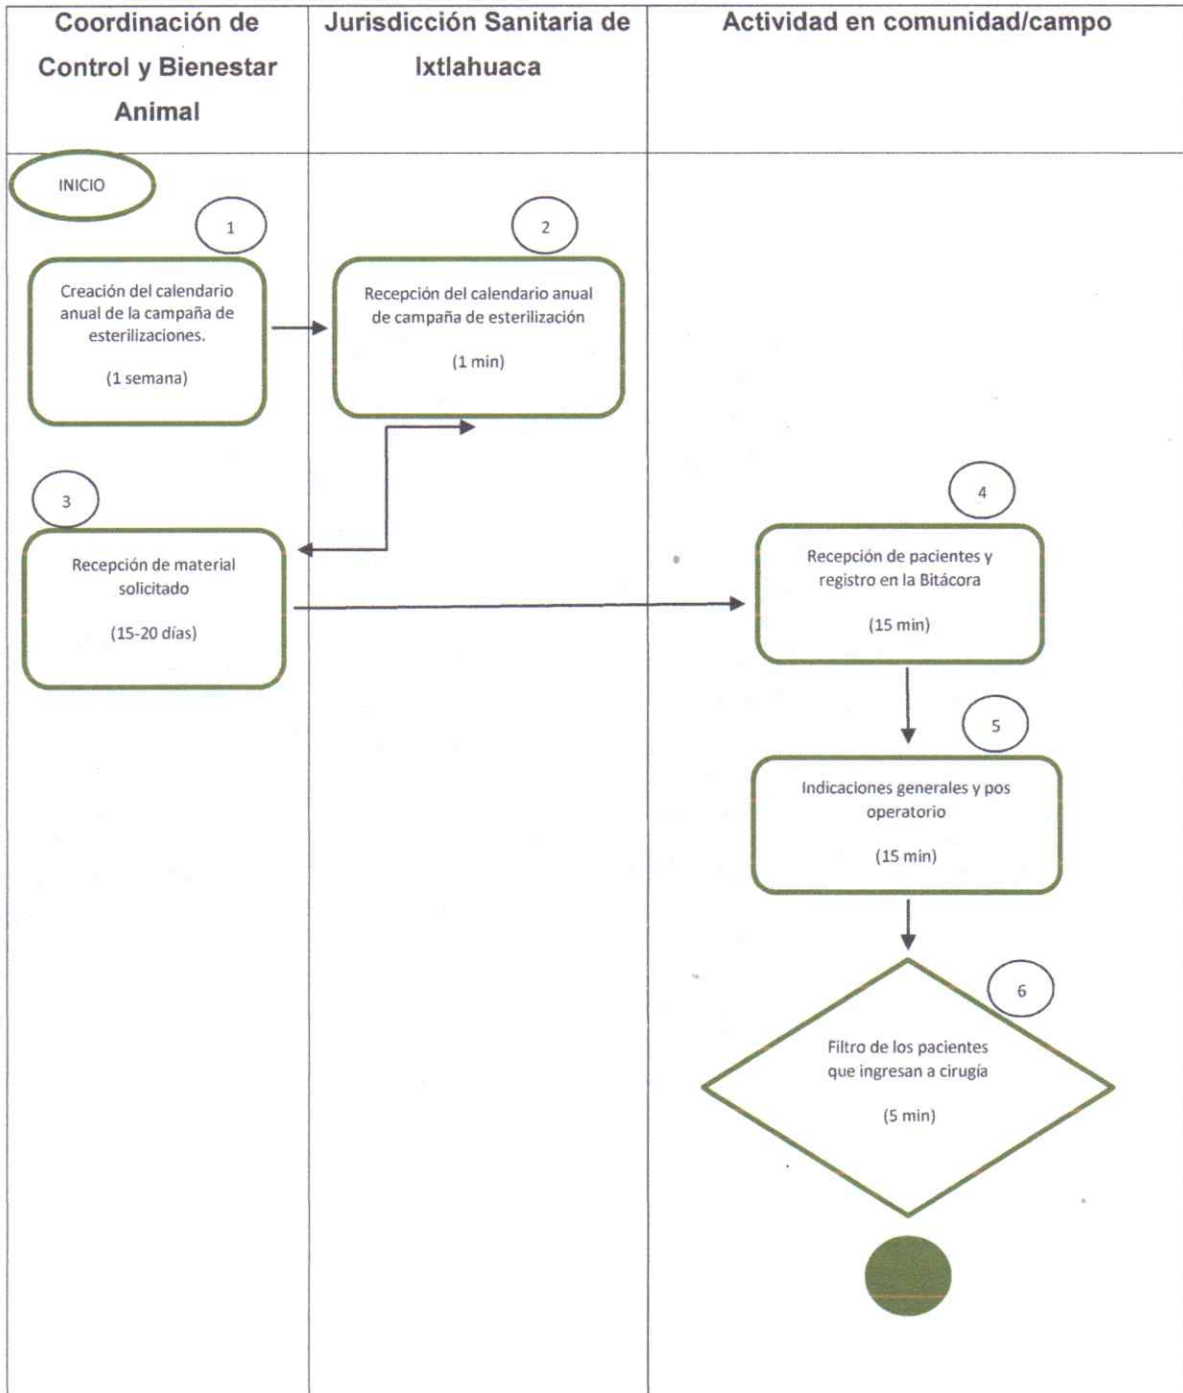 Coordinación de
Control y Bienestar
Animal
Jurisdicción Sanitaria de
Ixtlahuaca
Actividad en comunidad/campo
INICIO
1
Creación del calendario
anual de la campaña de
esterilizaciones.
(1 semana)
2
Recepción del calendario anual
de campaña de esterilización
(1 min)
3
Recepción de material
solicitado
(15-20 días)
4
Recepción de pacientes y
registro en la Bitácora
(15 min)
5
Indicaciones generales y pos
operatorio
(15 min)
6
Filtro de los pacientes
que ingresan a cirugía
(5 min)